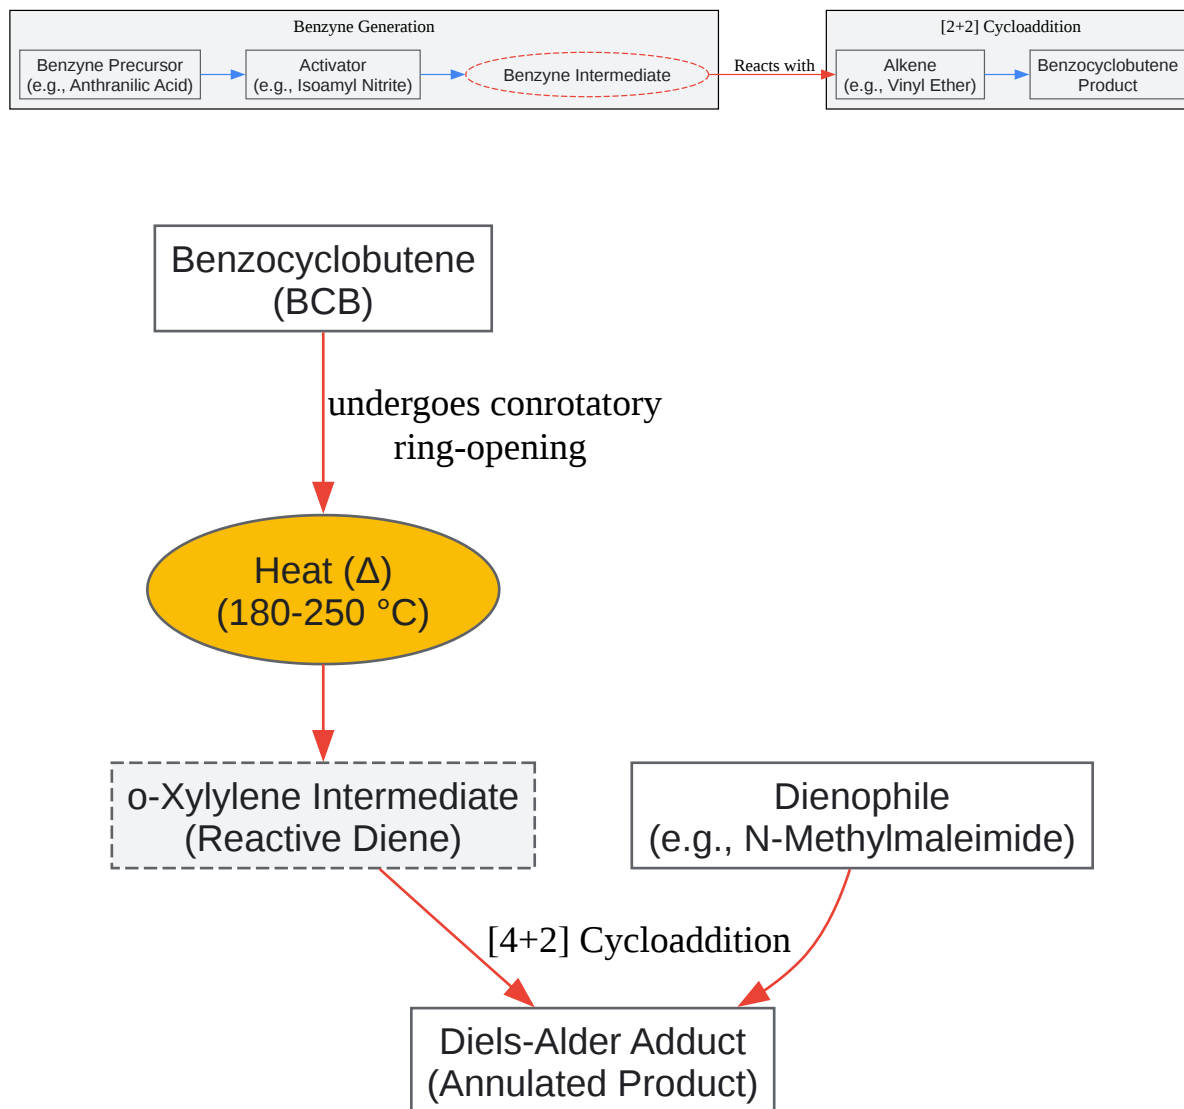 Benzyne Generation
Benzyne Precursor
(e.g., Anthranilic Acid)
Activator
(e.g., Isoamyl Nitrite)
Benzyne Intermediate
Reacts with
[2+2] Cycloaddition
Alkene
(e.g., Vinyl Ether)
Benzocyclobutene
Product
Benzocyclobutene
(BCB)
undergoes conrotatory
ring-opening
Heat (Δ)
(180-250 °C)
o-Xylylene Intermediate
(Reactive Diene)
Dienophile
(e.g., N-Methylmaleimide)
[4+2] Cycloaddition
Diels-Alder Adduct
(Annulated Product)